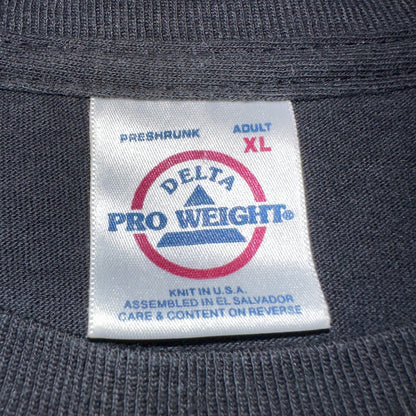 PRESHRUNK ADULT
XL
DELTA
PRO WEIGHT®
KNIT IN U.S.A.
ASSEMBLED IN EL SALVADOR
CARE & CONTENT ON REVERSE